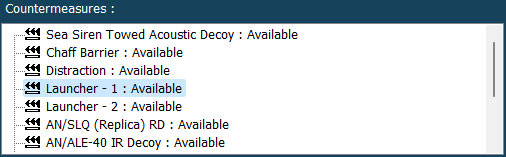 Countermeasures :
Sea Siren Towed Acoustic Decoy : Available
Chaff Barrier : Available
Distraction : Available
Launcher - 1 : Available
Launcher - 2 : Available
AN/SLQ (Replica) RD : Available
AN/ALE-40 IR Decoy : Available